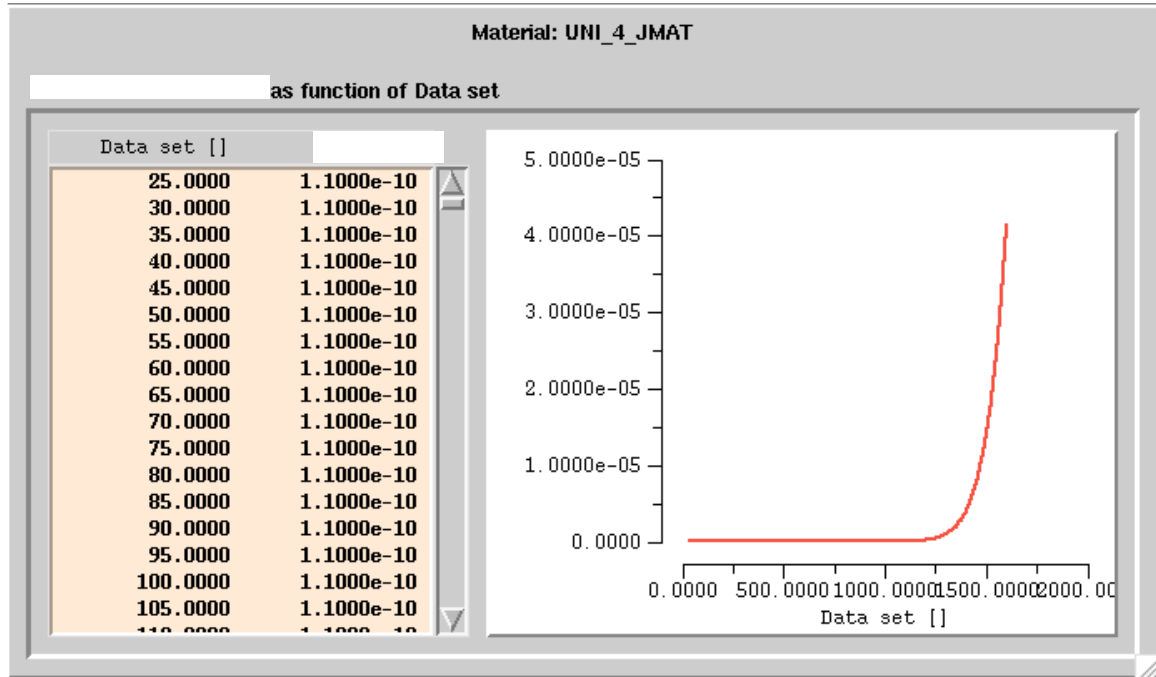 Material: UNI_4_JMAT
as function of Data set
Data set []
25.0000 1.1000e-10
30.0000 1.1000e-10
35.0000 1.1000e-10
40.0000 1.1000e-10
45.0000 1.1000e-10
50.0000 1.1000e-10
55.0000 1.1000e-10
60.0000 1.1000e-10
65.0000 1.1000e-10
70.0000 1.1000e-10
75.0000 1.1000e-10
80.0000 1.1000e-10
85.0000 1.1000e-10
90.0000 1.1000e-10
95.0000 1.1000e-10
100.0000 1.1000e-10
105.0000 1.1000e-10
5.0000e-05
4.0000e-05
3.0000e-05
2.0000e-05
1.0000e-05
0.0000
0.0000 500.0000 1000.0000 1500.0000 2000.00
Data set []